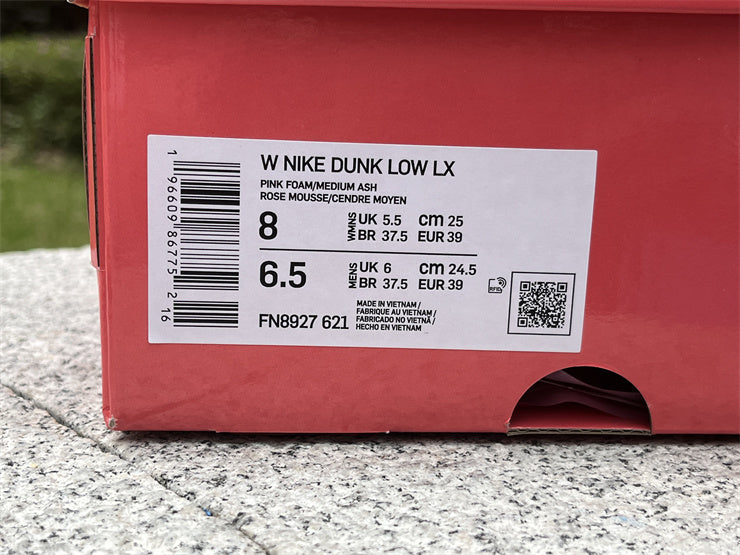 W NIKE DUNK LOW LX
PINK FOAM/MEDIUM ASH
ROSE MOUSSE/CENDRE MOYEN
8 WMNS UK 5.5 cm 25
BR 37.5 EUR 39
6.5 MENS UK 6 cm 24.5
BR 37.5 EUR 39
RFID
FN8927 621
MADE IN VIETNAM /
FABRIQUE AU VIETNAM /
FABRICADO NO VIETNÃ /
HECHO EN VIETNAM
1 96609 86775 2 16